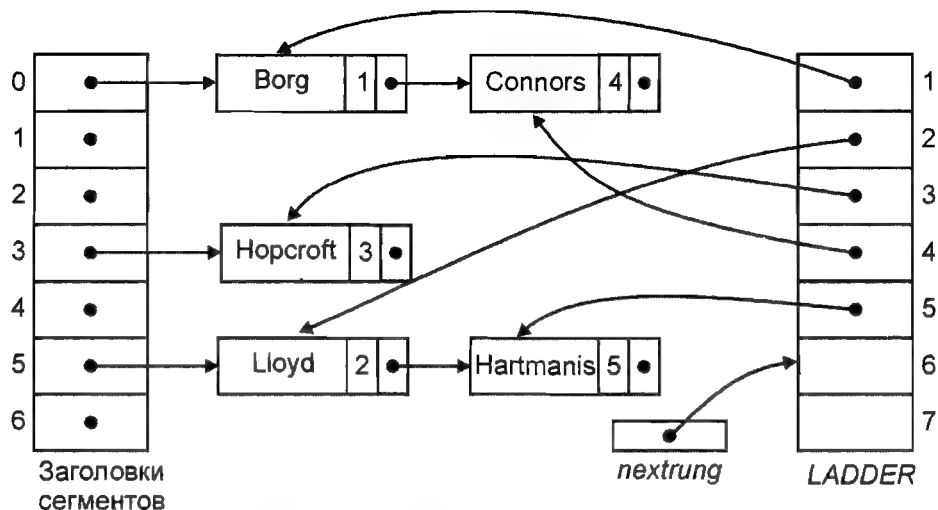 0
Borg 1
Connors 4
1
1
2
2
3
3
Hopcroft 3
4
4
5
5
Lloyd 2
Hartmanis 5
6
6
7
nextrung
LADDER
Заголовки
сегментов